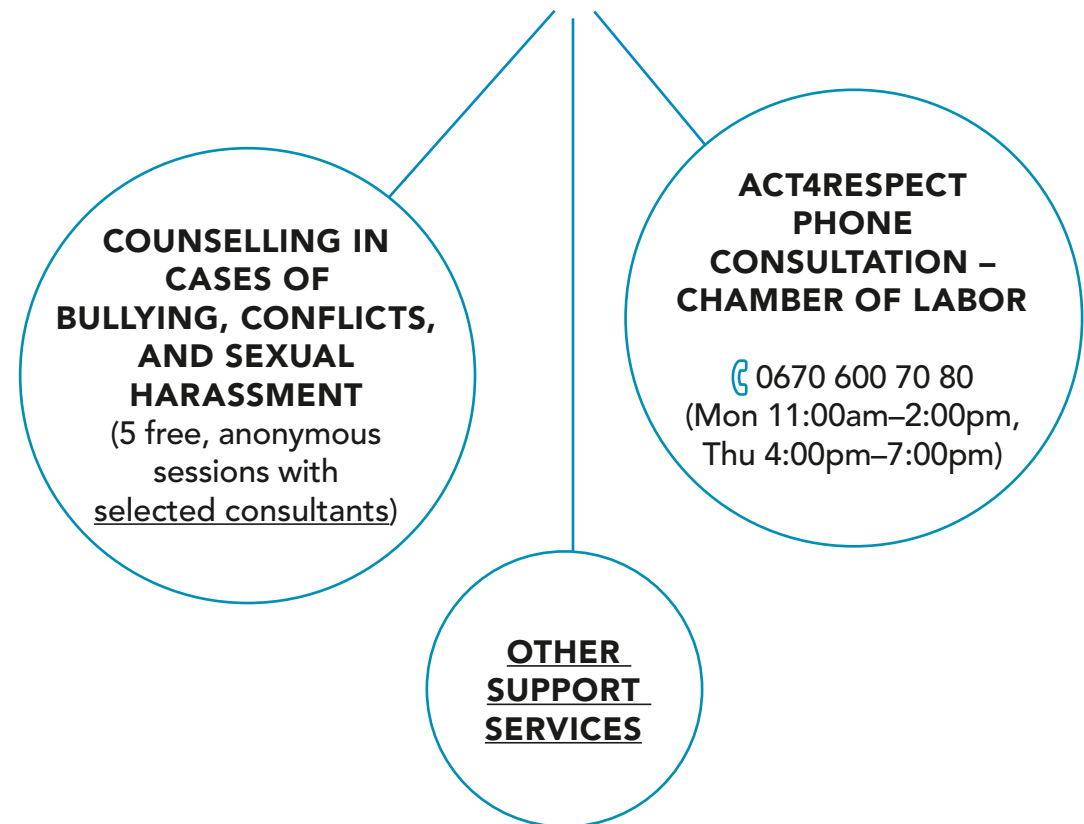 COUNSELLING IN
CASES OF
BULLYING, CONFLICTS,
AND SEXUAL
HARASSMENT
(5 free, anonymous
sessions with
selected consultants)
ACT4RESPECT
PHONE
CONSULTATION –
CHAMBER OF LABOR
0670 600 70 80
(Mon 11:00am–2:00pm,
Thu 4:00pm–7:00pm)
OTHER
SUPPORT
SERVICES